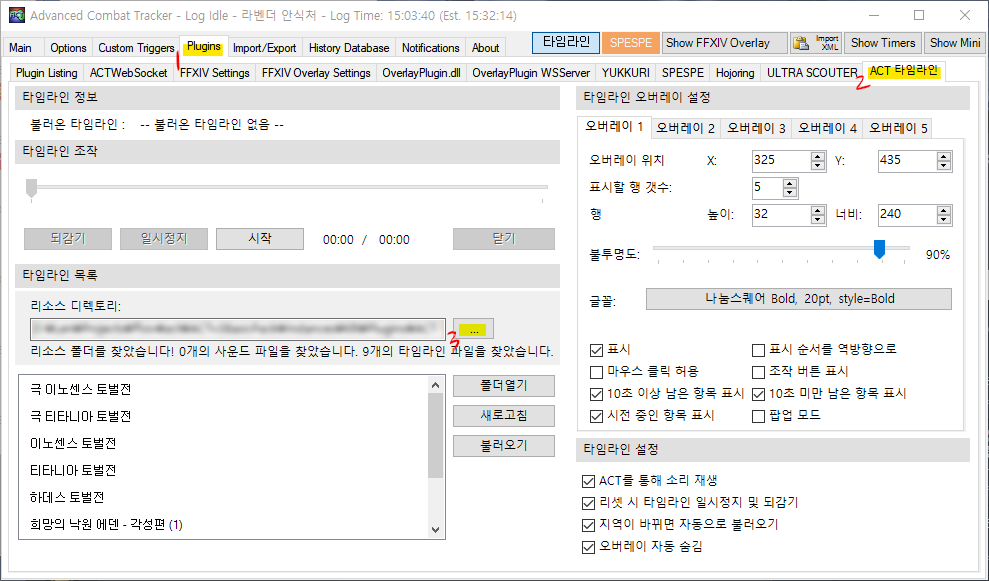 Advanced Combat Tracker - Log Idle - 라벤더 안식처 - Log Time: 15:03:40 (Est. 15:32:14)
Main Options Custom Triggers Plugins Import/Export History Database Notifications About 타임라인 SPESPE Show FFXIV Overlay Import XML Show Timers Show Mini
1
Plugin Listing ACTWebSocket FFXIV Settings FFXIV Overlay Settings OverlayPlugin.dll OverlayPlugin WSServer YUKKURI SPESPE Hojoring ULTRA SCOUTER ACT 타임라인
2
타임라인 정보
불러온 타임라인 : -- 불러온 타임라인 없음 --
타임라인 조작
되감기 일시정지 시작 00:00 / 00:00 닫기
타임라인 목록
리소스 디렉토리:
...
3
리소스 폴더를 찾았습니다! 0개의 사운드 파일을 찾았습니다. 9개의 타임라인 파일을 찾았습니다.
극 이노센스 토벌전
극 티타니아 토벌전
이노센스 토벌전
티타니아 토벌전
하데스 토벌전
희망의 낙원 에덴 - 각성편 (1)
폴더열기
새로고침
불러오기
타임라인 오버레이 설정
오버레이 1 오버레이 2 오버레이 3 오버레이 4 오버레이 5
오버레이 위치 X: 325 Y: 435
표시할 행 갯수: 5
행 높이: 32 너비: 240
불투명도: 90%
글꼴: 나눔스퀘어 Bold, 20pt, style=Bold
표시 표시 순서를 역방향으로
마우스 클릭 허용 조작 버튼 표시
10초 이상 남은 항목 표시 10초 미만 남은 항목 표시
시전 중인 항목 표시 팝업 모드
타임라인 설정
ACT를 통해 소리 재생
리셋 시 타임라인 일시정지 및 되감기
지역이 바뀌면 자동으로 불러오기
오버레이 자동 숨김